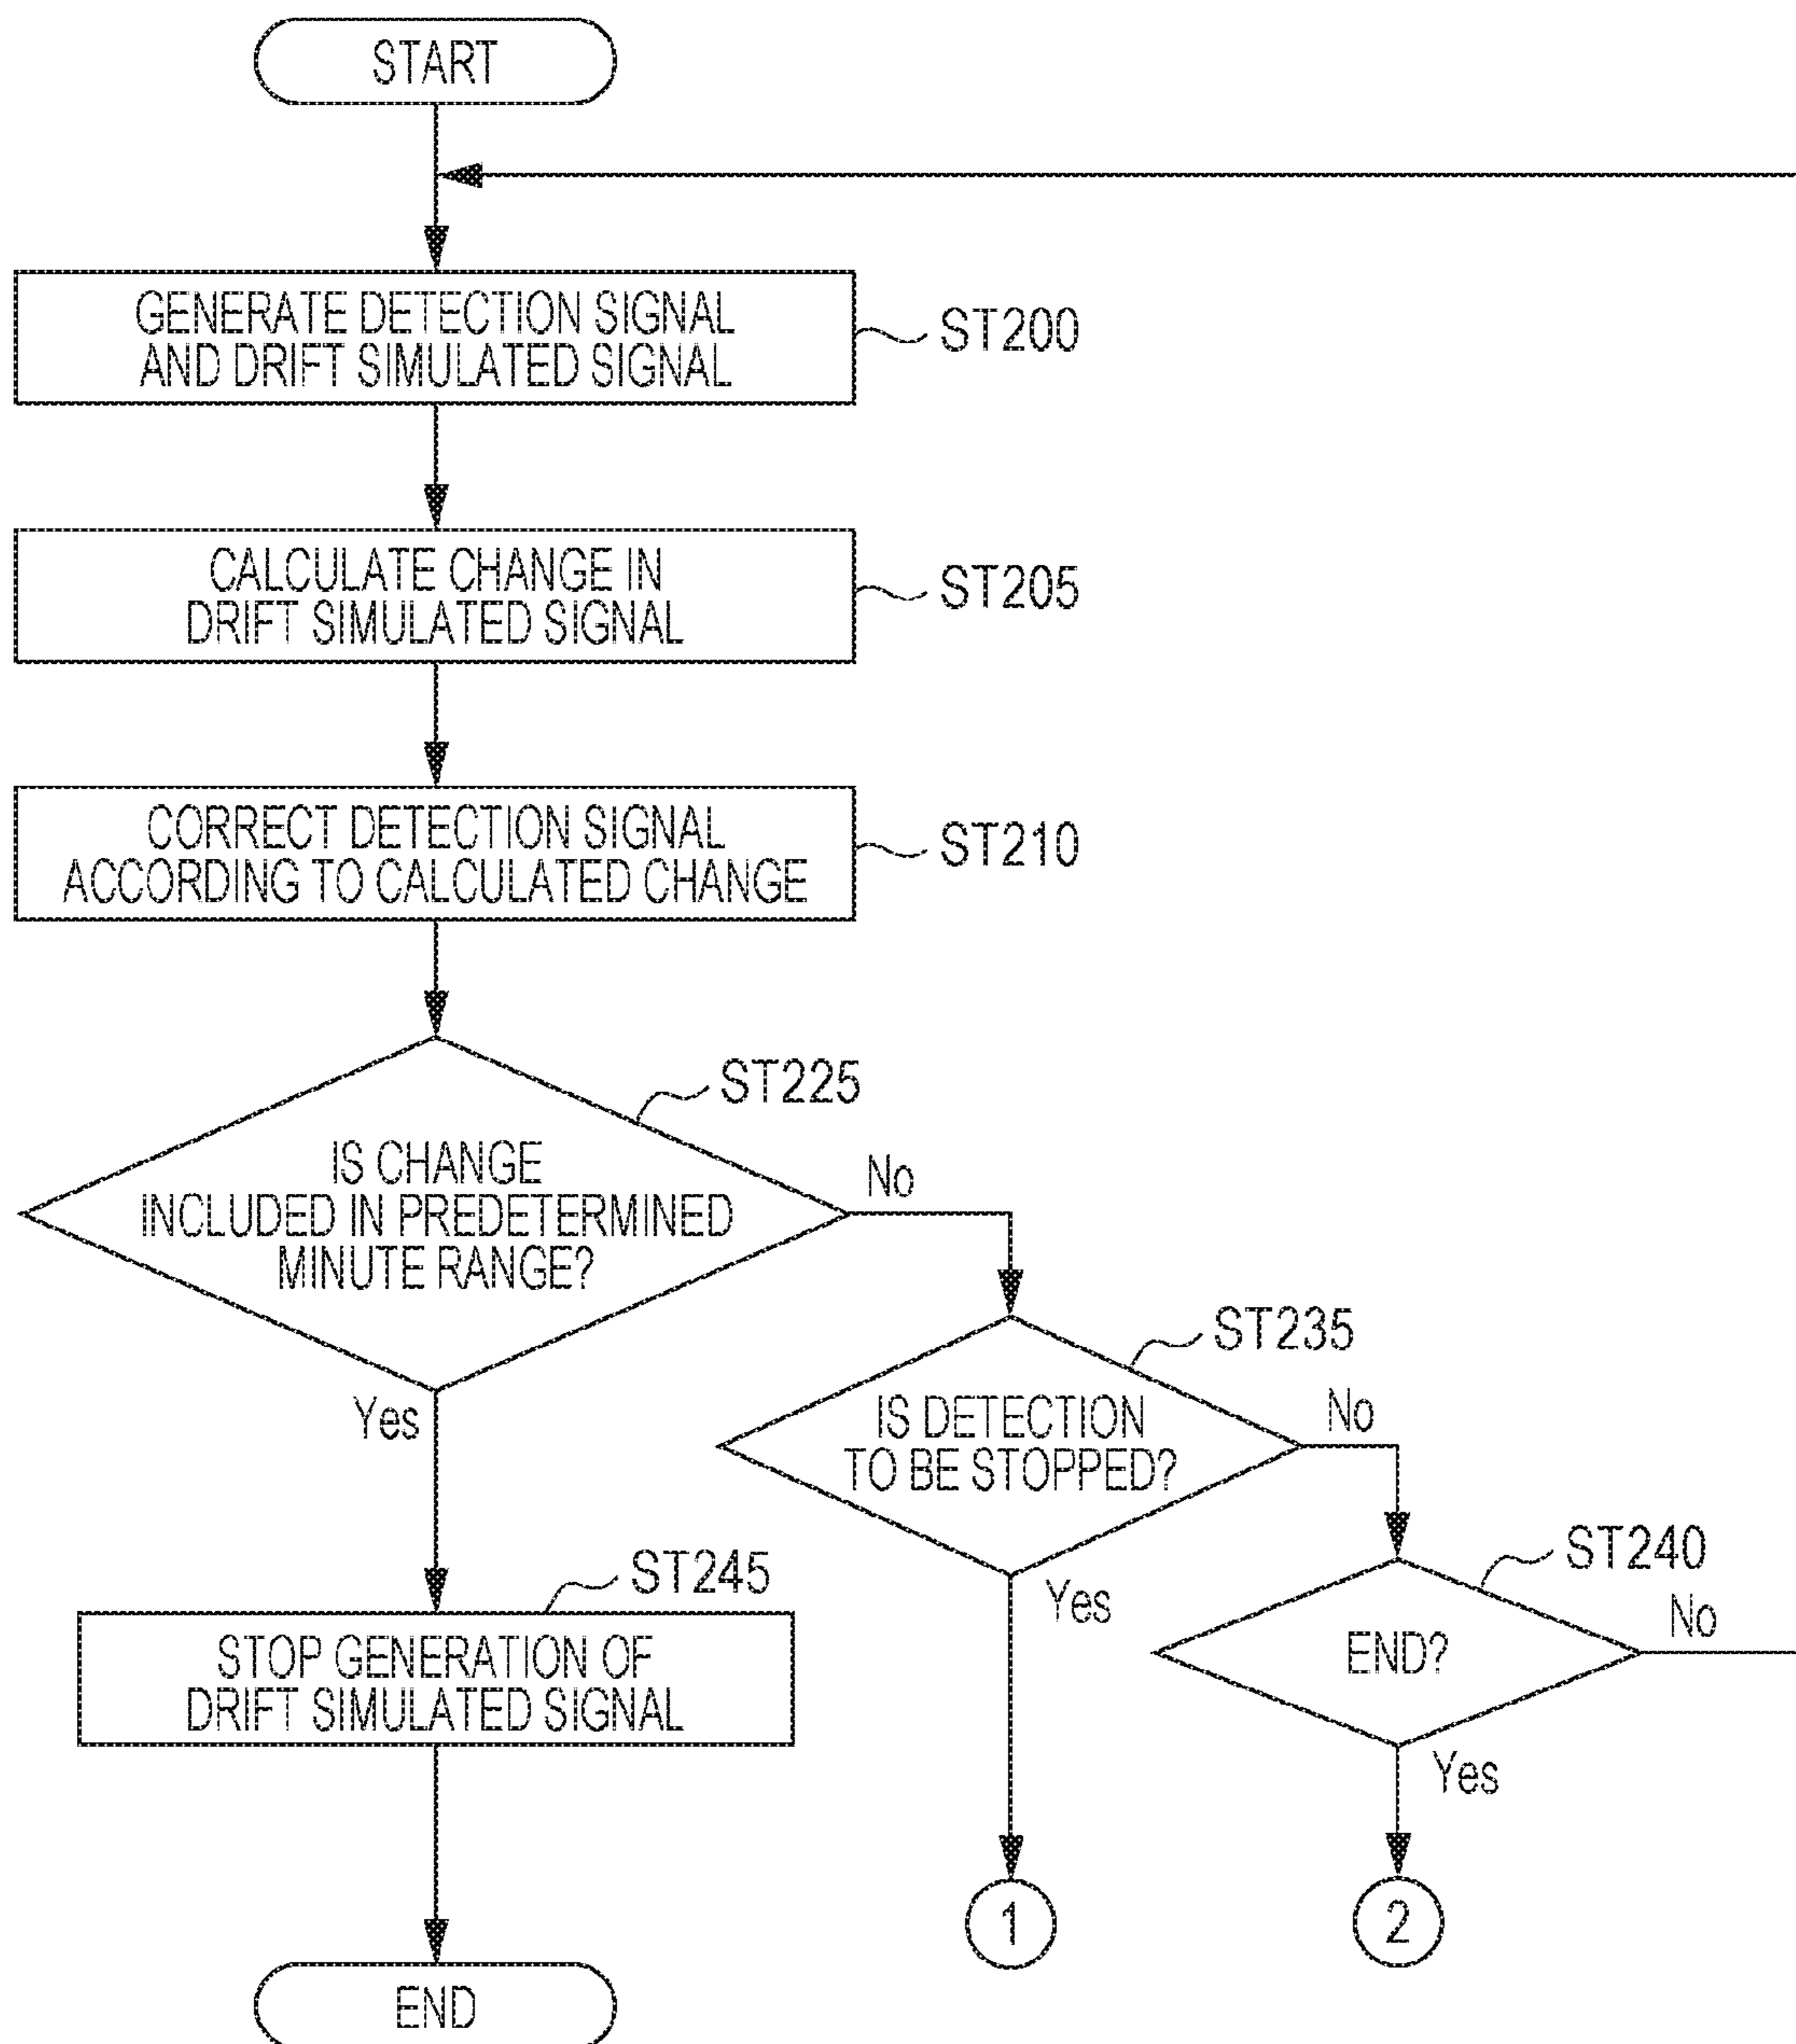 START
GENERATE DETECTION SIGNAL
AND DRIFT SIMULATED SIGNAL
ST200
CALCULATE CHANGE IN
DRIFT SIMULATED SIGNAL
ST205
CORRECT DETECTION SIGNAL
ACCORDING TO CALCULATED CHANGE
ST210
ST225
IS CHANGE
INCLUDED IN PREDETERMINED
MINUTE RANGE?
No
Yes
ST235
IS DETECTION
TO BE STOPPED?
No
Yes
ST240
END?
No
Yes
ST245
STOP GENERATION OF
DRIFT SIMULATED SIGNAL
1
2
END